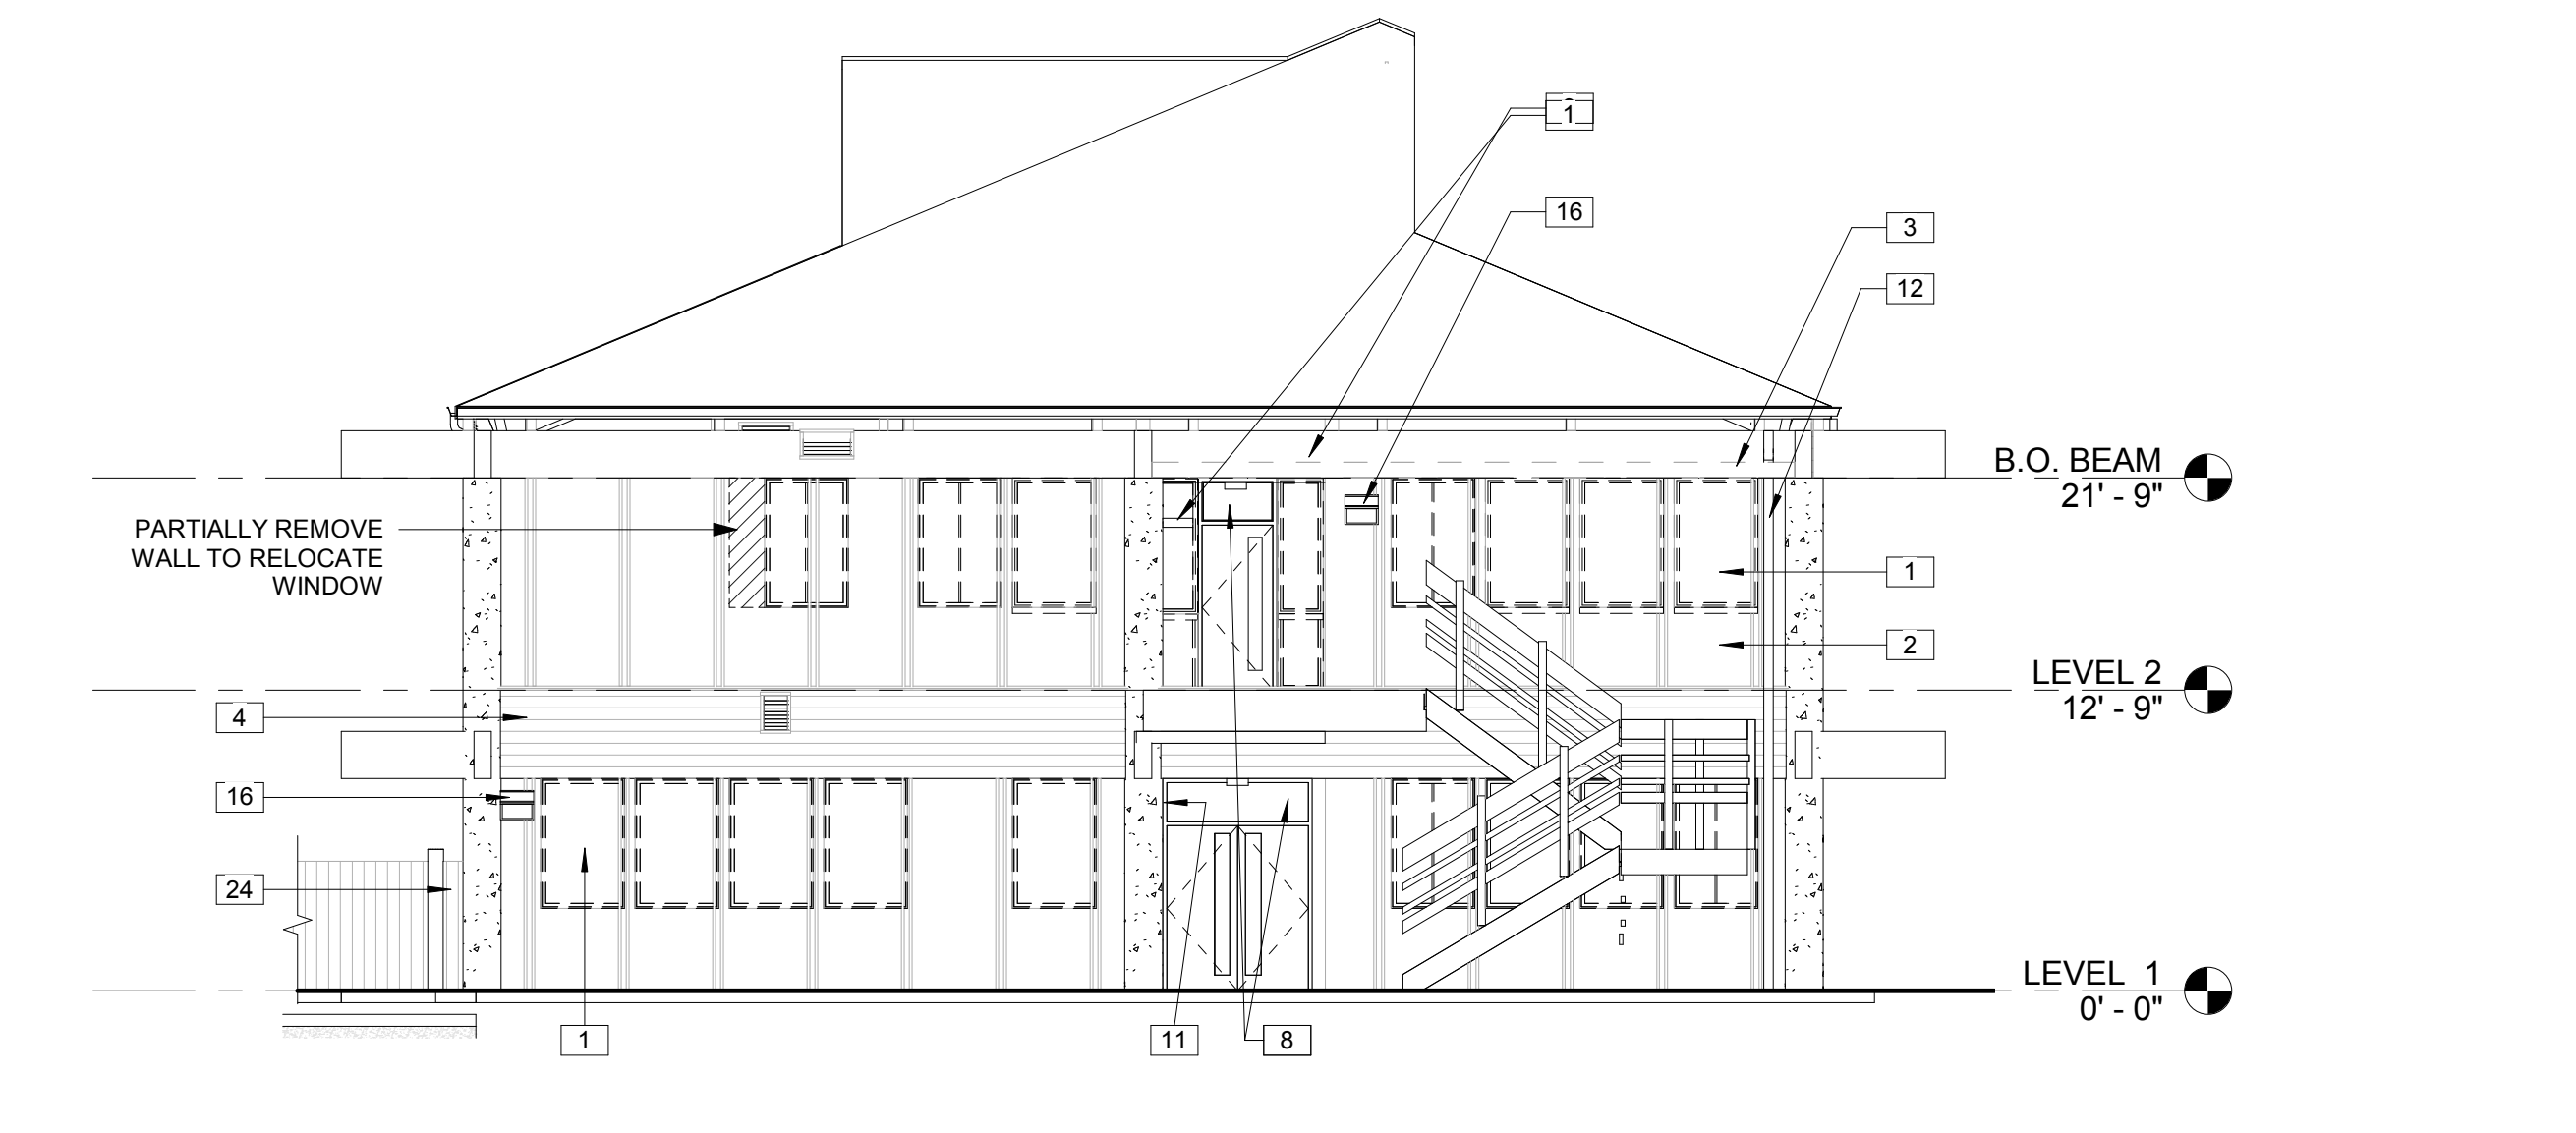 1
16
3
12
B.O. BEAM
21' - 9"
PARTIALLY REMOVE
WALL TO RELOCATE
WINDOW
1
2
LEVEL 2
12' - 9"
4
16
24
LEVEL 1
0' - 0"
1
11
8